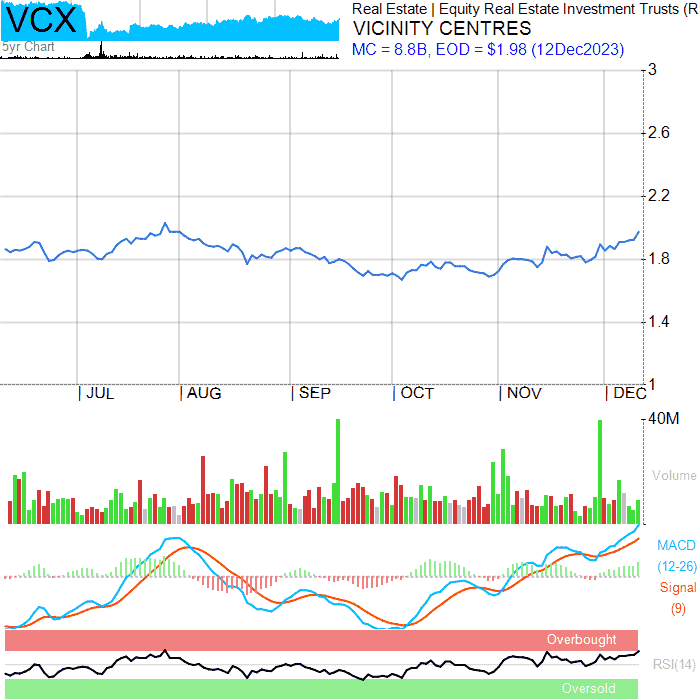 VCX
5yr Chart
Real Estate | Equity Real Estate Investment Trusts (R
VICINITY CENTRES
MC = 8.8B, EOD = $1.98 (12Dec2023)
3
2.6
2.2
1.8
1.4
1
| JUL | AUG | SEP | OCT | NOV | DEC
40M
Volume
MACD
(12-26)
Signal
(9)
Overbought
RSI(14)
Oversold